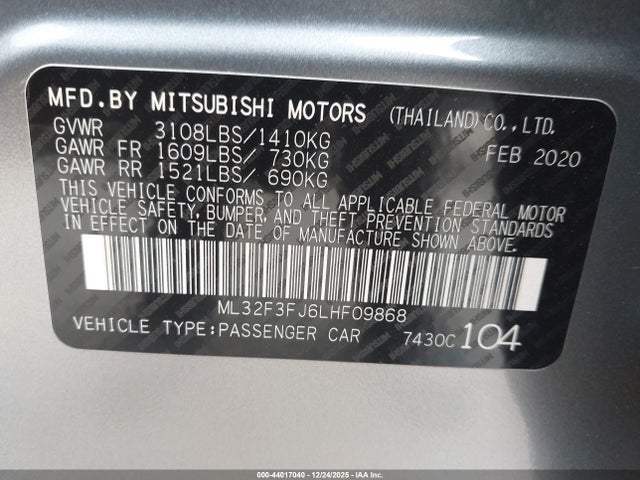 MFD.BY MITSUBISHI MOTORS (THAILAND)CO.,LTD.
GVWR 3108LBS/1410KG
FEB 2020
GAWR FR 1609LBS/ 730KG
GAWR RR 1521LBS/ 690KG
THIS VEHICLE CONFORMS TO ALL APPLICABLE FEDERAL MOTOR
VEHICLE SAFETY, BUMPER, AND THEFT PREVENTION STANDARDS
IN EFFECT ON THE DATE OF MANUFACTURE SHOWN ABOVE.
ML32F3FJ6LHF09868
VEHICLE TYPE:PASSENGER CAR 7430C 104
000-44017040 - 12/24/2025 - IAAI.COM